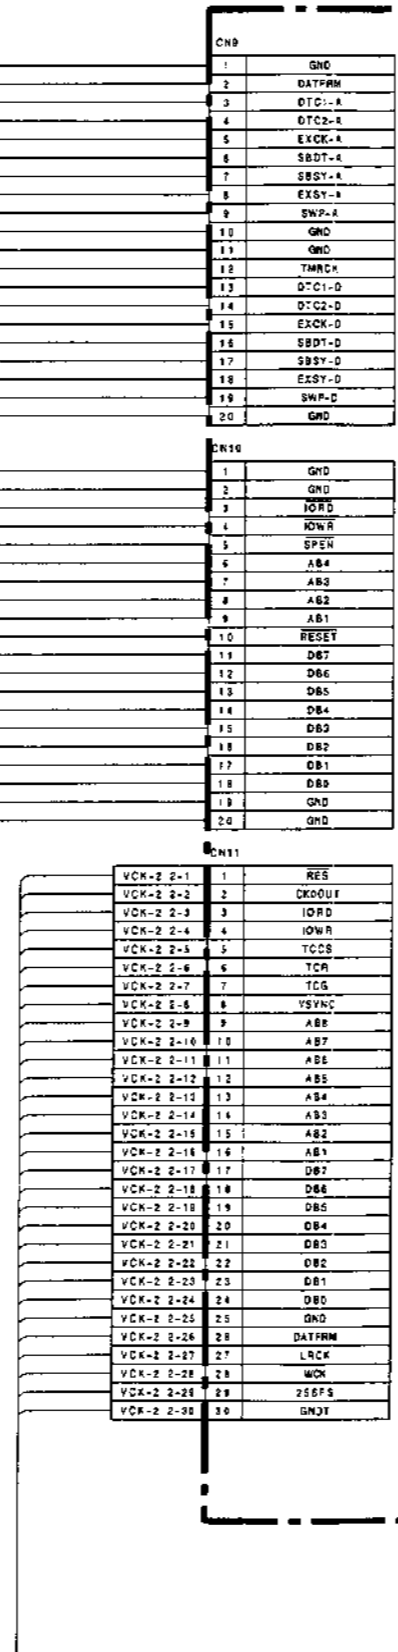 CN9
1 GND
2 DATFRM
3 DTC1-A
4 DTC2-A
5 EXCK-A
6 SBDT-A
7 SBSY-A
8 EXSY-A
9 SWP-A
10 GND
11 GND
12 TMRCK
13 DTC1-D
14 DTC2-D
15 EXCK-D
16 SBDT-D
17 SBSY-D
18 EXSY-D
19 SWP-D
20 GND
CN10
1 GND
2 GND
3 IORD
4 IOWR
5 SPEN
6 AB4
7 AB3
8 AB2
9 AB1
10 RESET
11 DB7
12 DB6
13 DB5
14 DB4
15 DB3
16 DB2
17 DB1
18 DB0
19 GND
20 GND
CN11
VCK-2 2-1 1 RES
VCK-2 2-2 2 CKOOUT
VCK-2 2-3 3 IORD
VCK-2 2-4 4 IOWR
VCK-2 2-5 5 TCCS
VCK-2 2-6 6 TCR
VCK-2 2-7 7 TCG
VCK-2 2-8 8 VSYNC
VCK-2 2-9 9 AB8
VCK-2 2-10 10 AB7
VCK-2 2-11 11 AB6
VCK-2 2-12 12 AB5
VCK-2 2-13 13 AB4
VCK-2 2-14 14 AB3
VCK-2 2-15 15 AB2
VCK-2 2-16 16 AB1
VCK-2 2-17 17 DB7
VCK-2 2-18 18 DB6
VCK-2 2-19 19 DB5
VCK-2 2-20 20 DB4
VCK-2 2-21 21 DB3
VCK-2 2-22 22 DB2
VCK-2 2-23 23 DB1
VCK-2 2-24 24 DB0
VCK-2 2-25 25 GND
VCK-2 2-26 26 DATFRM
VCK-2 2-27 27 LRCK
VCK-2 2-28 28 WCK
VCK-2 2-29 29 256FS
VCK-2 2-30 30 GNDT